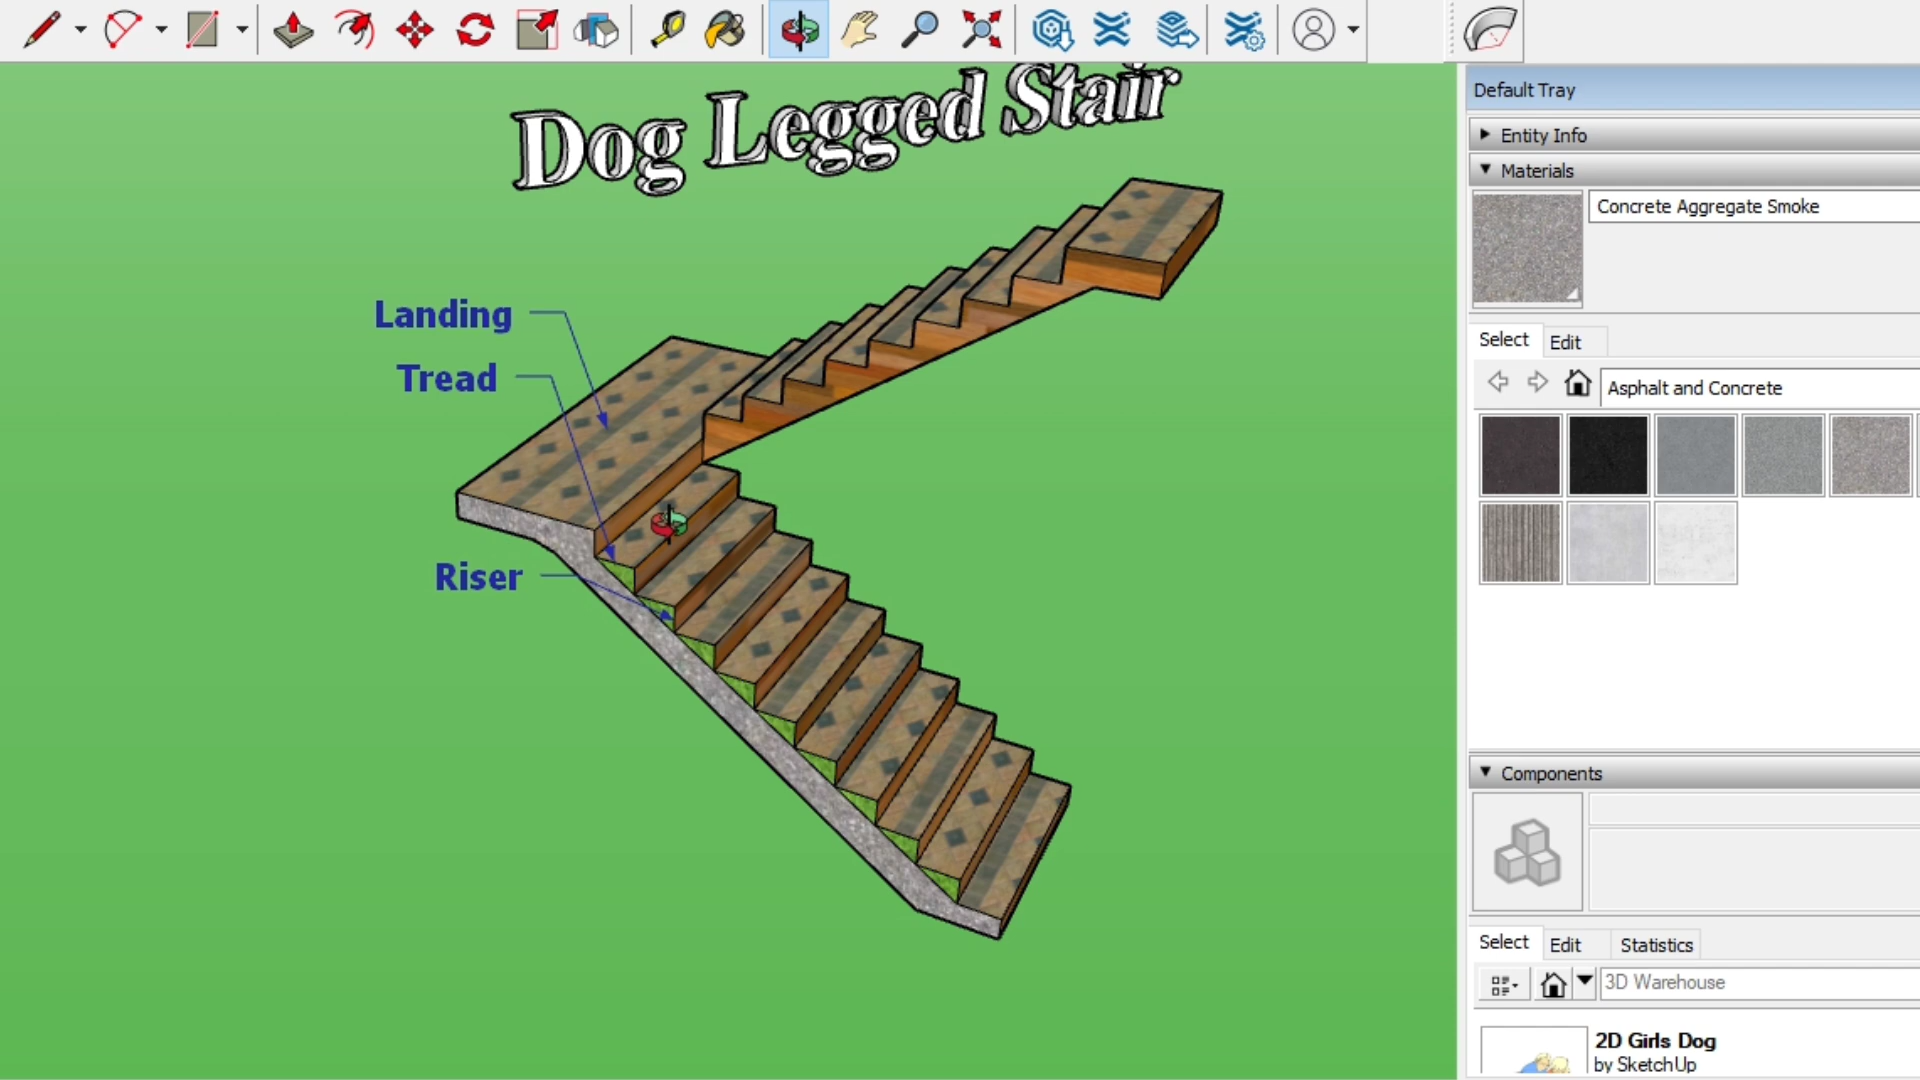 Dog Legged Stair
Landing
Tread
Riser
Default Tray
Entity Info
Materials
Concrete Aggregate Smoke
Select
Edit
Asphalt and Concrete
Components
Select
Edit
Statistics
3D Warehouse
2D Girls Dog
by SketchUp